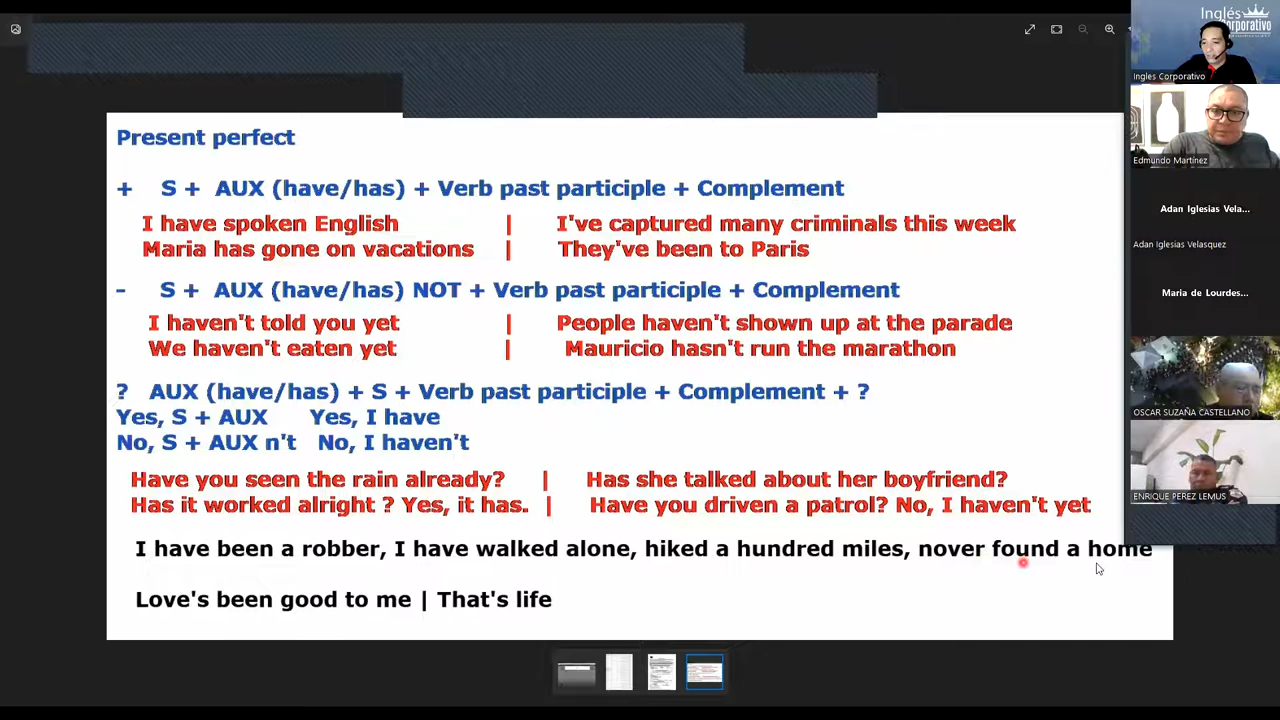 Present perfect
+ S + AUX (have/has) + Verb past participle + Complement
I have spoken English | I've captured many criminals this week
Maria has gone on vacations | They've been to Paris
- S + AUX (have/has) NOT + Verb past participle + Complement
I haven't told you yet | People haven't shown up at the parade
We haven't eaten yet | Mauricio hasn't run the marathon
? AUX (have/has) + S + Verb past participle + Complement + ?
Yes, S + AUX Yes, I have
No, S + AUX n't No, I haven't
Have you seen the rain already? | Has she talked about her boyfriend?
Has it worked alright ? Yes, it has. | Have you driven a patrol? No, I haven't yet
I have been a robber, I have walked alone, hiked a hundred miles, nover found a home
Love's been good to me | That's life
Inglés
Corporativo
Ingles Corporativo
Edmundo Martínez
Adan Iglesias Vela...
Adan Iglesias Velasquez
Maria de Lourdes...
OSCAR SUZAÑA CASTELLANO
ENRIQUE PEREZ LEMUS